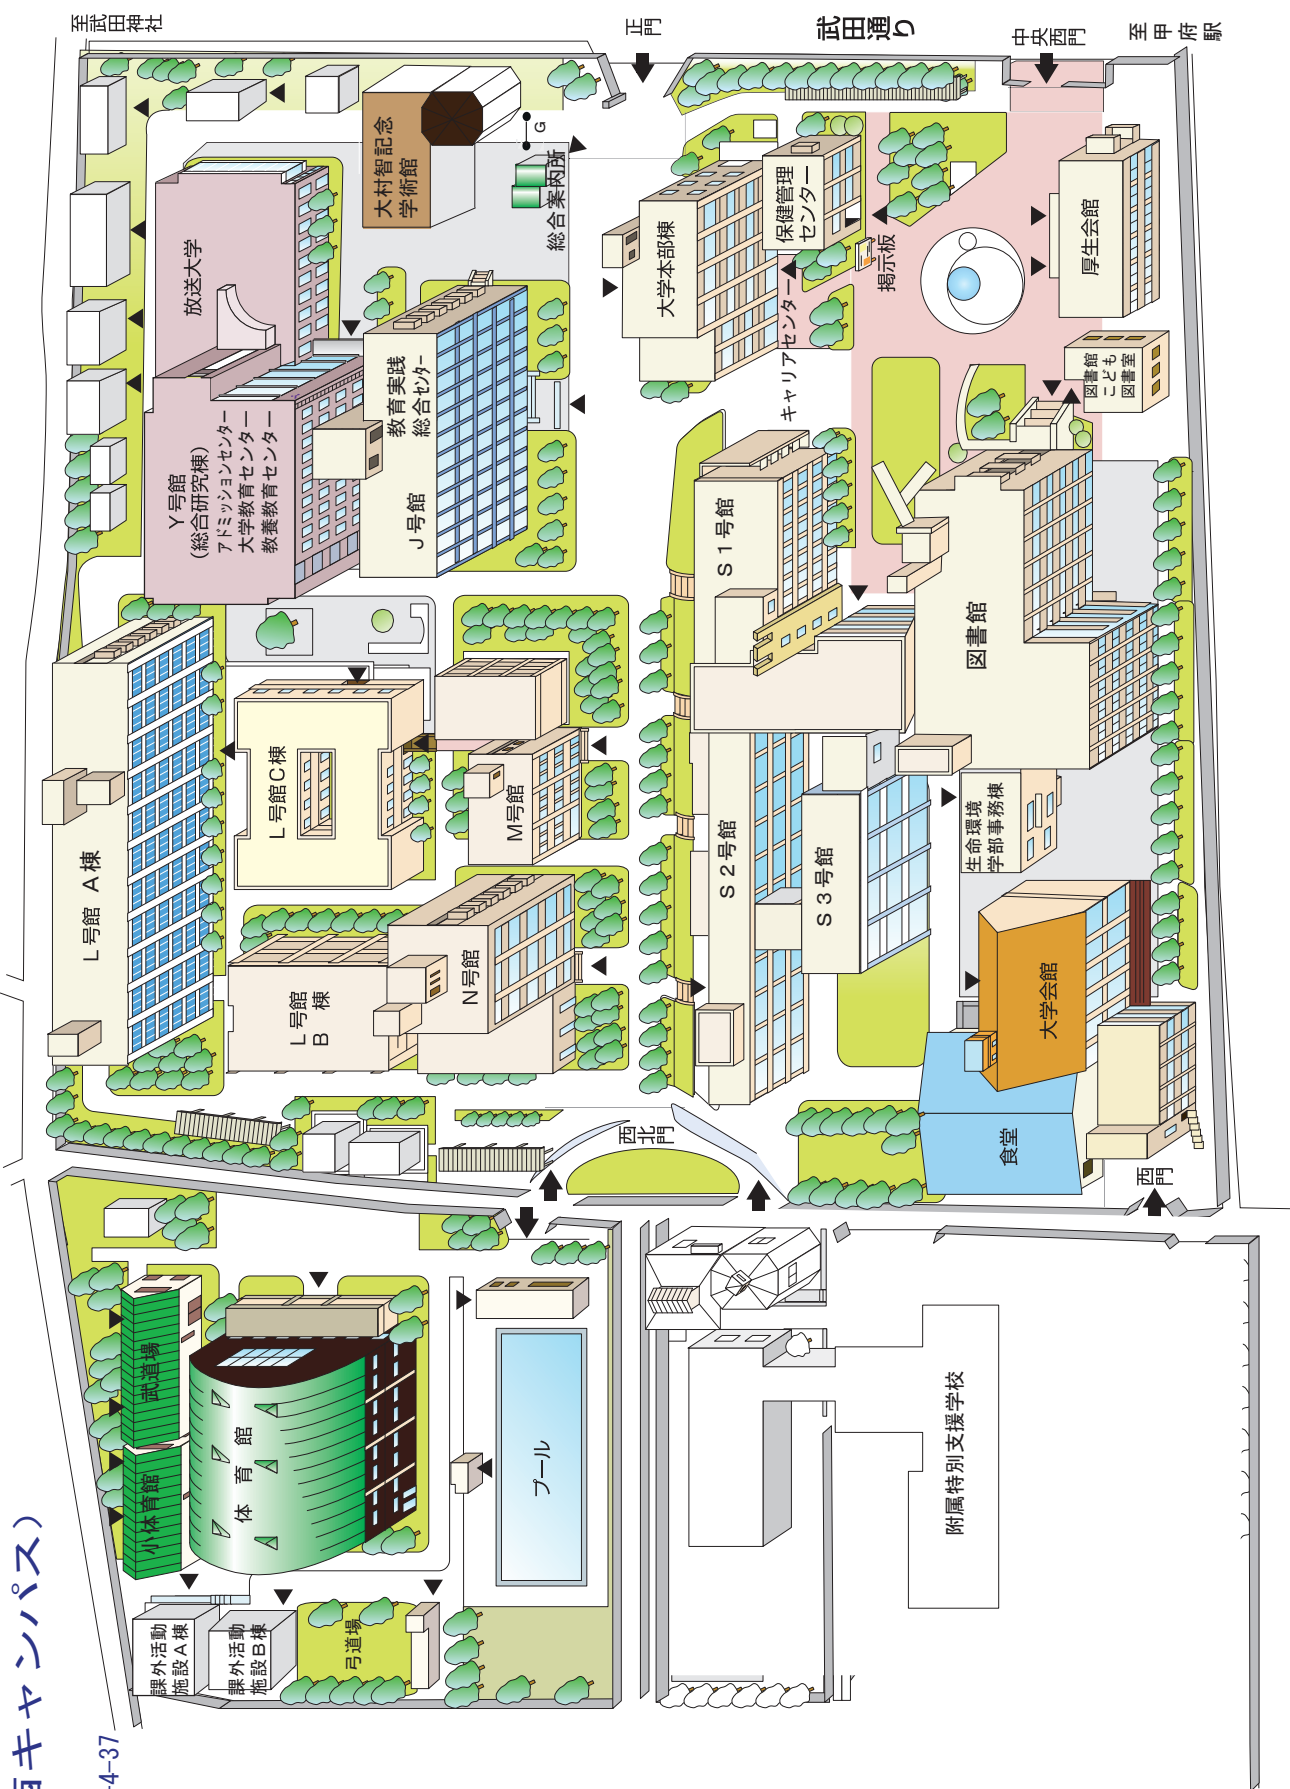 西キャンパス）
4-37
至武田神社
正門
武田通り
中央西門
至甲府駅
大村智記念
学術館
G
総合案内所
放送大学
Y号館
(総合研究棟)
アドミッションセンター
大学教育センター
教養教育センター
教育実践
総合センター
J号館
大学本部棟
保健管理
センター
キャリアセンター
掲示板
厚生会館
図書館
こども
図書室
図書館
S1号館
S2号館
S3号館
生命環境
学部事務棟
L号館 A棟
L号館C棟
L号館
B 棟
M号館
N号館
大学会館
食堂
西北門
西門
武道場
小体育館
体育館
プール
課外活動
施設A棟
課外活動
施設B棟
弓道場
附属特別支援学校